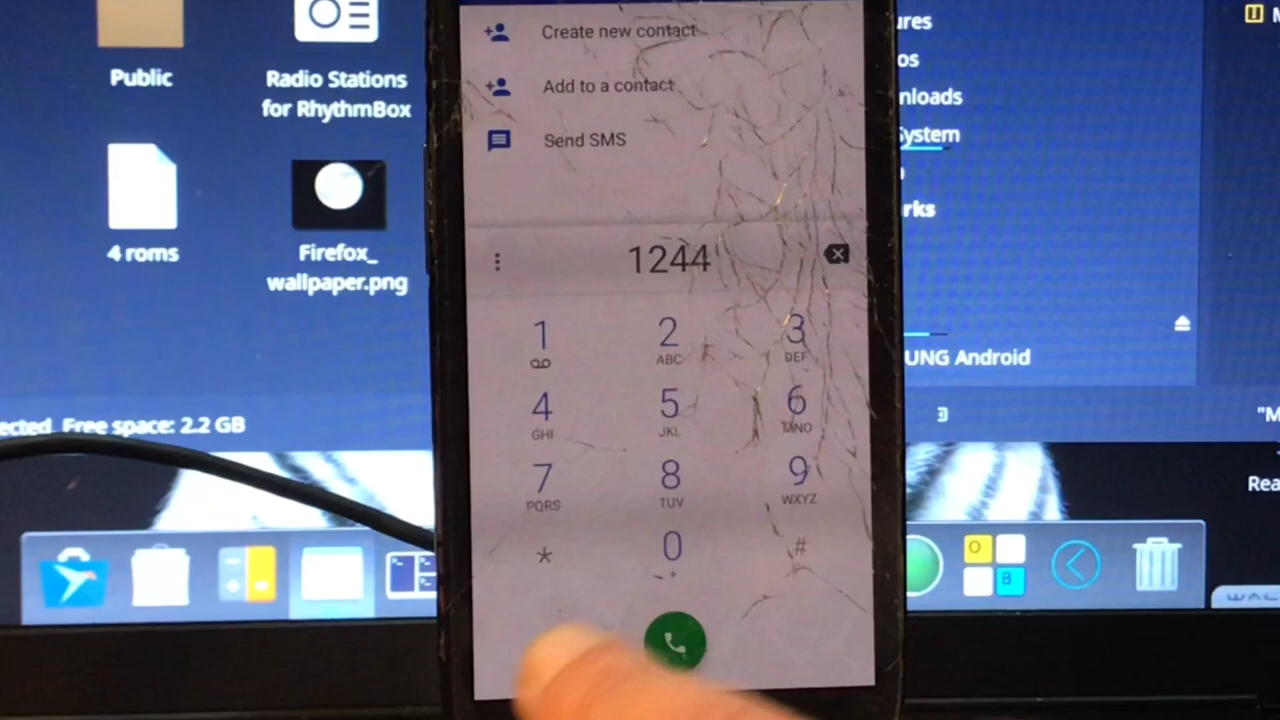 Public
Radio Stations
for RhythmBox
4 roms
Firefox_
wallpaper.png
ected Free space: 2.2 GB
Create new contact
Add to a contact
Send SMS
1244
1
2
ABC
3
DEF
4
GHI
5
JKL
6
MNO
7
PQRS
8
TUV
9
WXYZ
*
0
+
#
ures
os
nloads
System
rks
UNG Android
"M
Rea
O
B